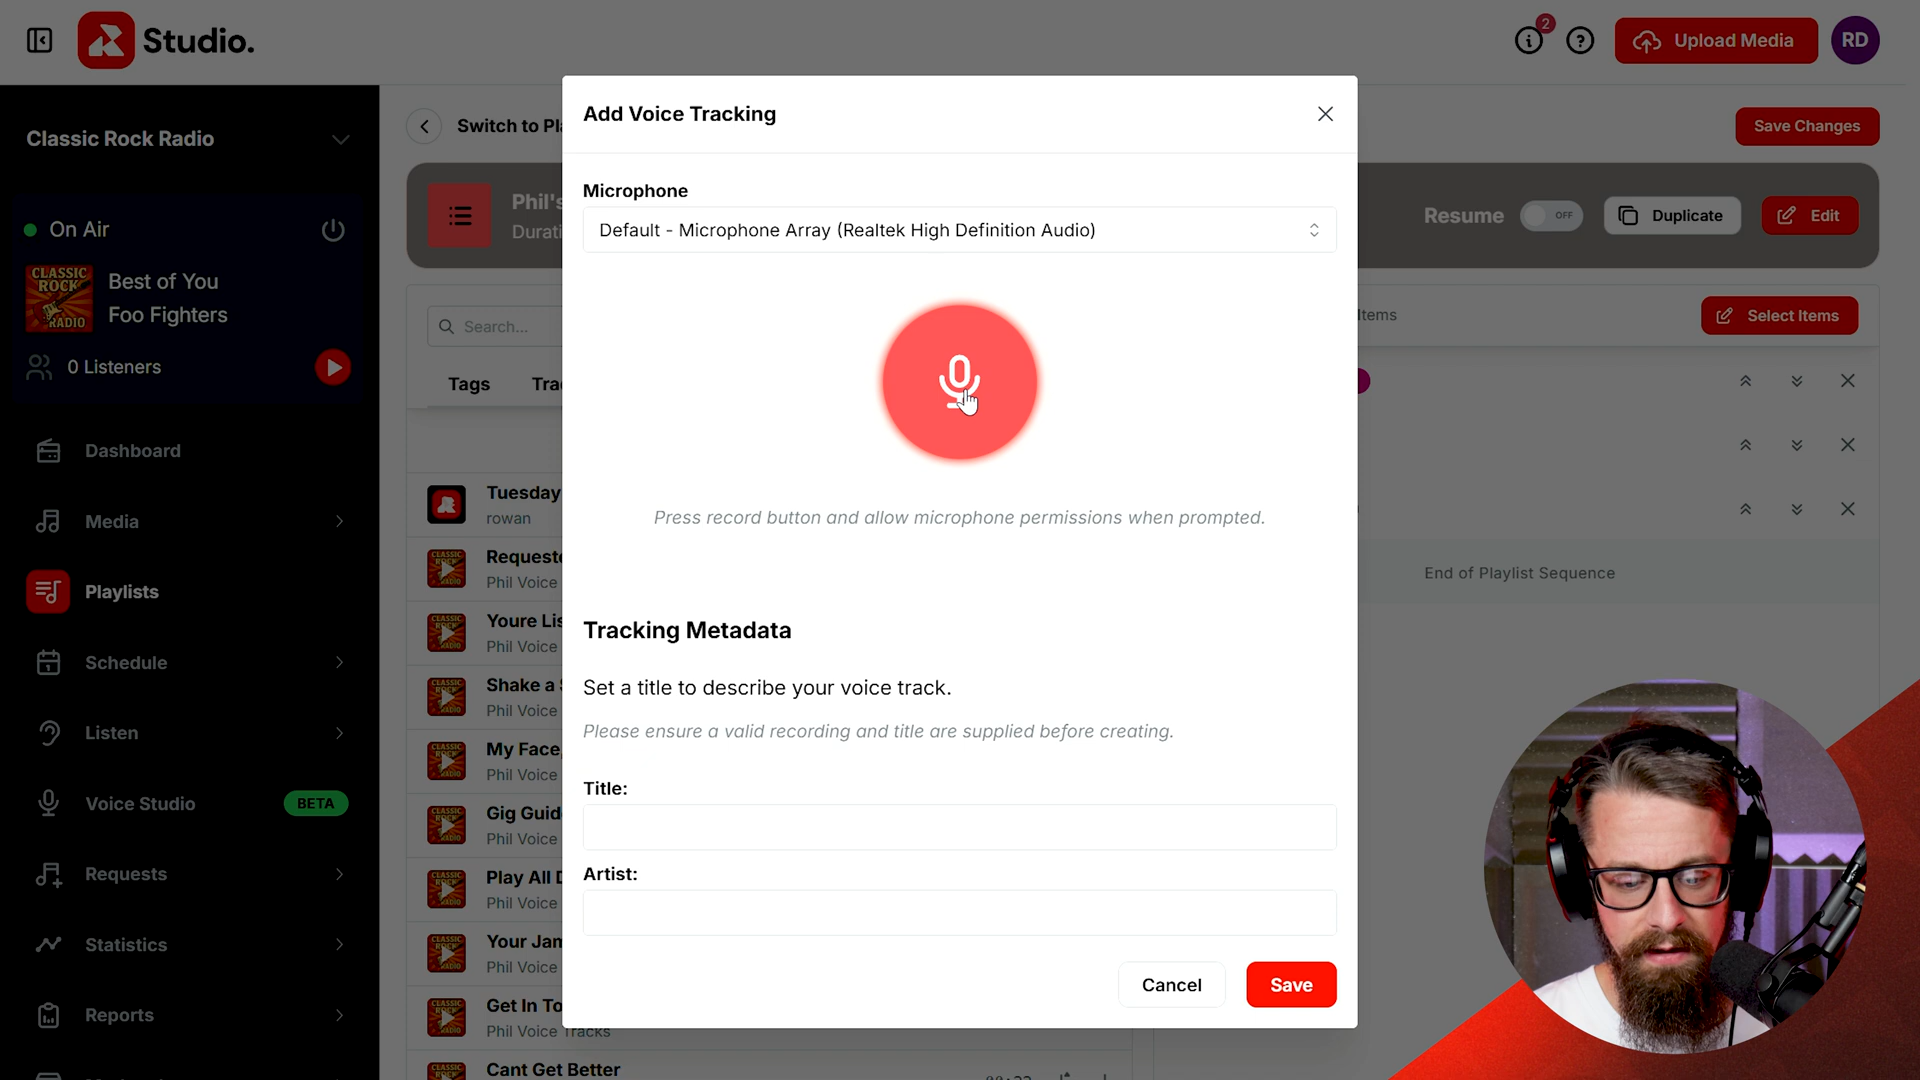 Studio.
2
Upload Media
RD
Classic Rock Radio
On Air
CLASSIC ROCK RADIO
Best of You
Foo Fighters
0 Listeners
Dashboard
Media
Playlists
Schedule
Listen
Voice Studio
BETA
Requests
Statistics
Reports
Switch to Pl
Save Changes
Phil's
Durati
Resume
OFF
Duplicate
Edit
Search...
Items
Select Items
Tags
Tra
Tuesday
rowan
Requeste
Phil Voice
Youre Lis
Phil Voice
Shake a
Phil Voice
My Face,
Phil Voice
Gig Guid
Phil Voice
Play All D
Phil Voice
Your Jam
Phil Voice
Get In To
Phil Voice Tracks
Cant Get Better
End of Playlist Sequence
Add Voice Tracking
Microphone
Default - Microphone Array (Realtek High Definition Audio)
Press record button and allow microphone permissions when prompted.
Tracking Metadata
Set a title to describe your voice track.
Please ensure a valid recording and title are supplied before creating.
Title:
Artist:
Cancel
Save